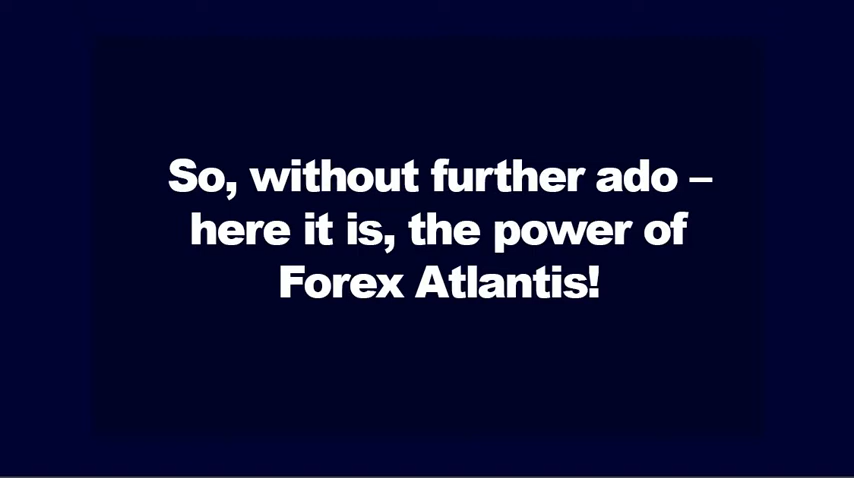 So, without further ado –
here it is, the power of
Forex Atlantis!